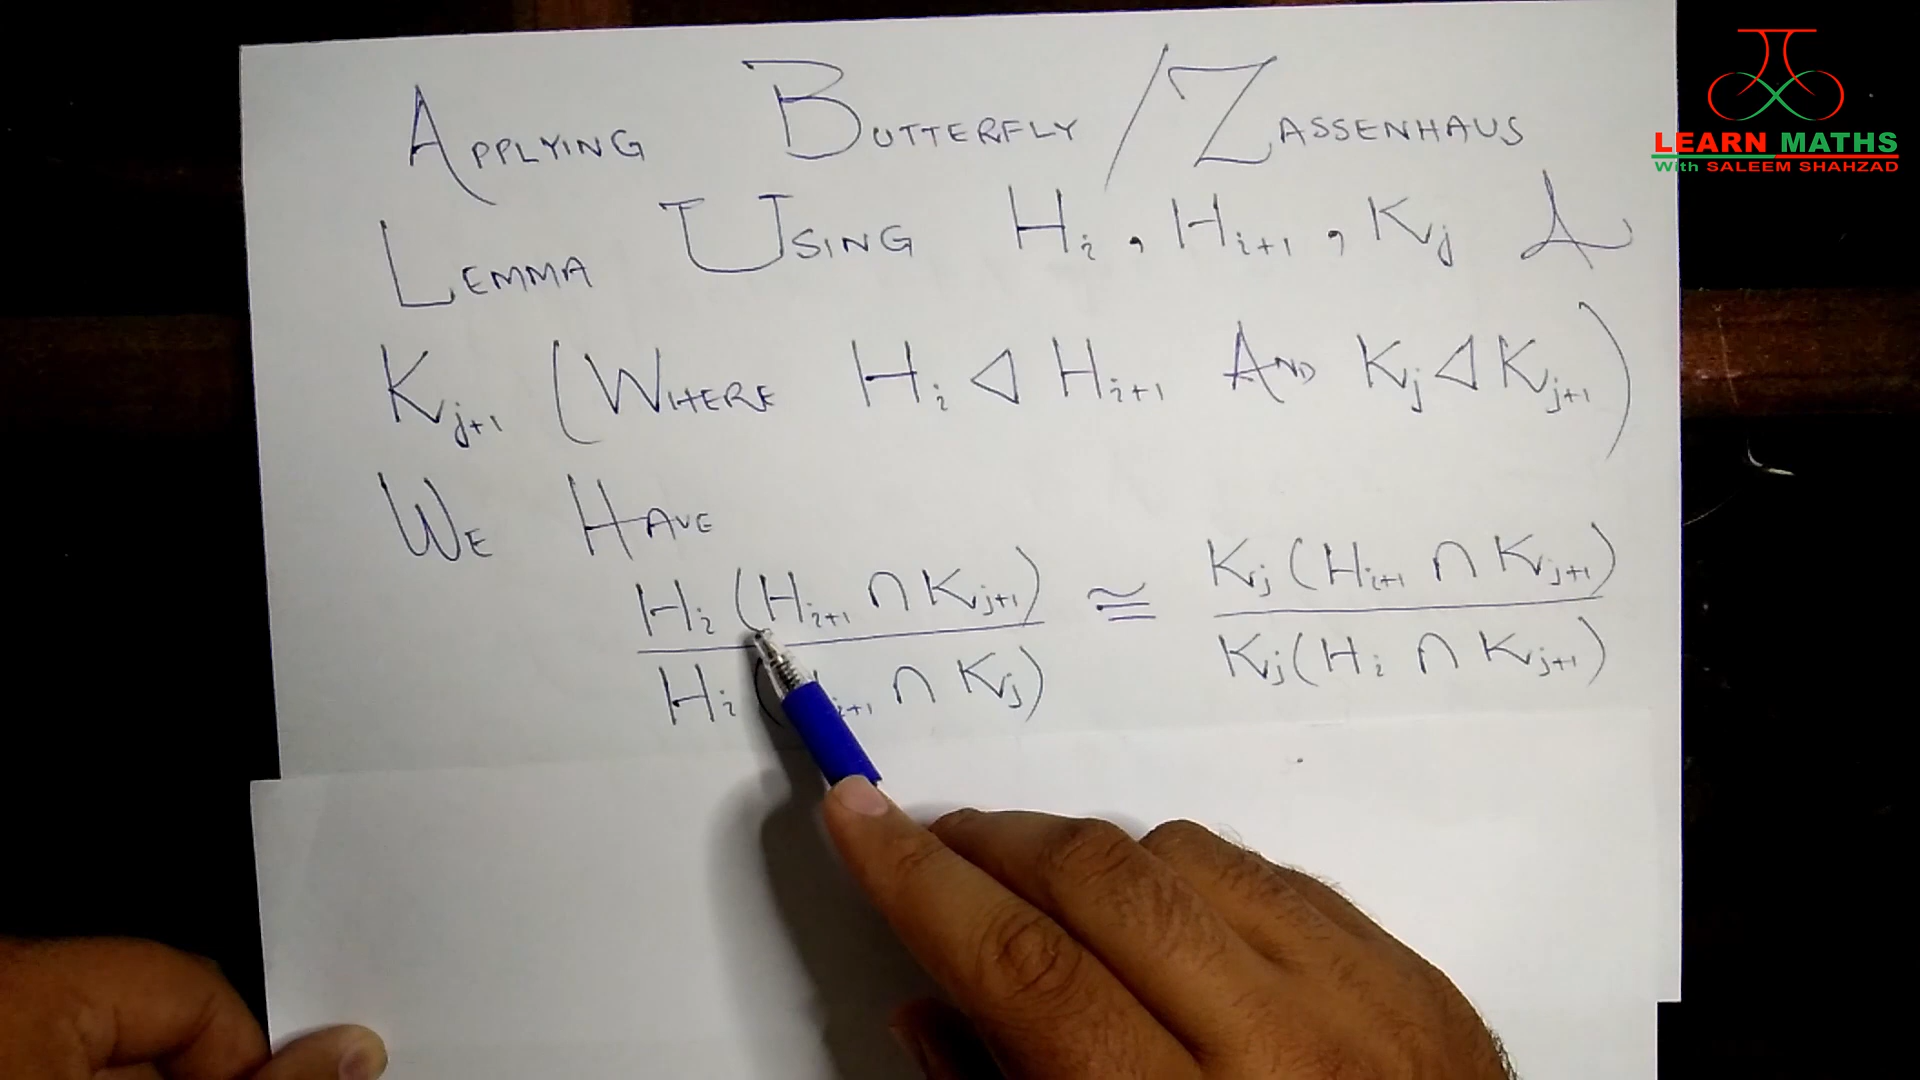 APPLYING BUTTERFLY / ZASSENHAUS
LEMMA USING Hi , Hi+1 , Kj &
Kj+1 (WHERE Hi ◁ Hi+1 AND Kj ◁ Kj+1)
WE HAVE
Hi (Hi+1 ∩ Kj+1) ≅ Kj (Hi+1 ∩ Kj+1)
Hi ( i+1 ∩ Kj) Kj (Hi ∩ Kj+1)
LEARN MATHS
With SALEEM SHAHZAD